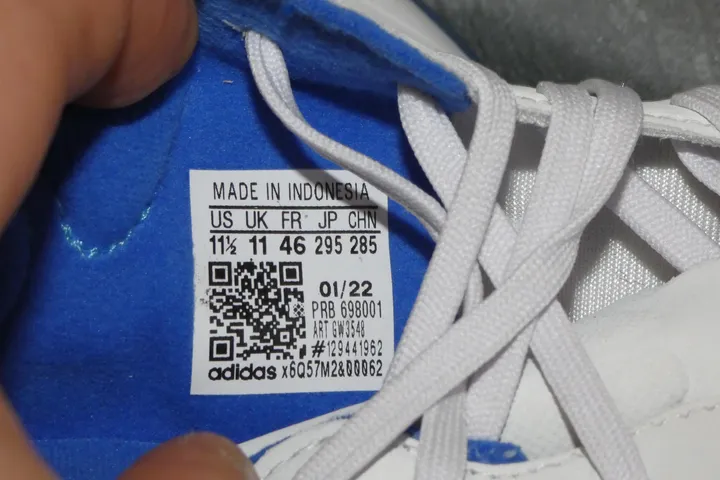 MADE IN INDONESIA
US UK FR JP CHN
11½ 11 46 295 285
01/22
PRB 698001
ART GW3548
#129441962
adidas x6Q57M2&00062